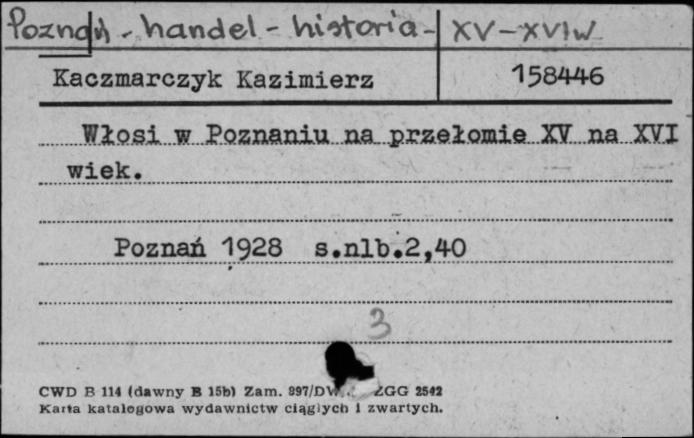 Poznań - handel - historia - XV-XVIw
Kaczmarczyk Kazimierz 158446
Włosi w Poznaniu na przełomie XV na XVI
wiek.
Poznań 1928 s.nlb.2,40
3
CWD B 114 (dawny B 15b) Zam. 997/DW ZGG 2542
Karta katalogowa wydawnictw ciągłych i zwartych.